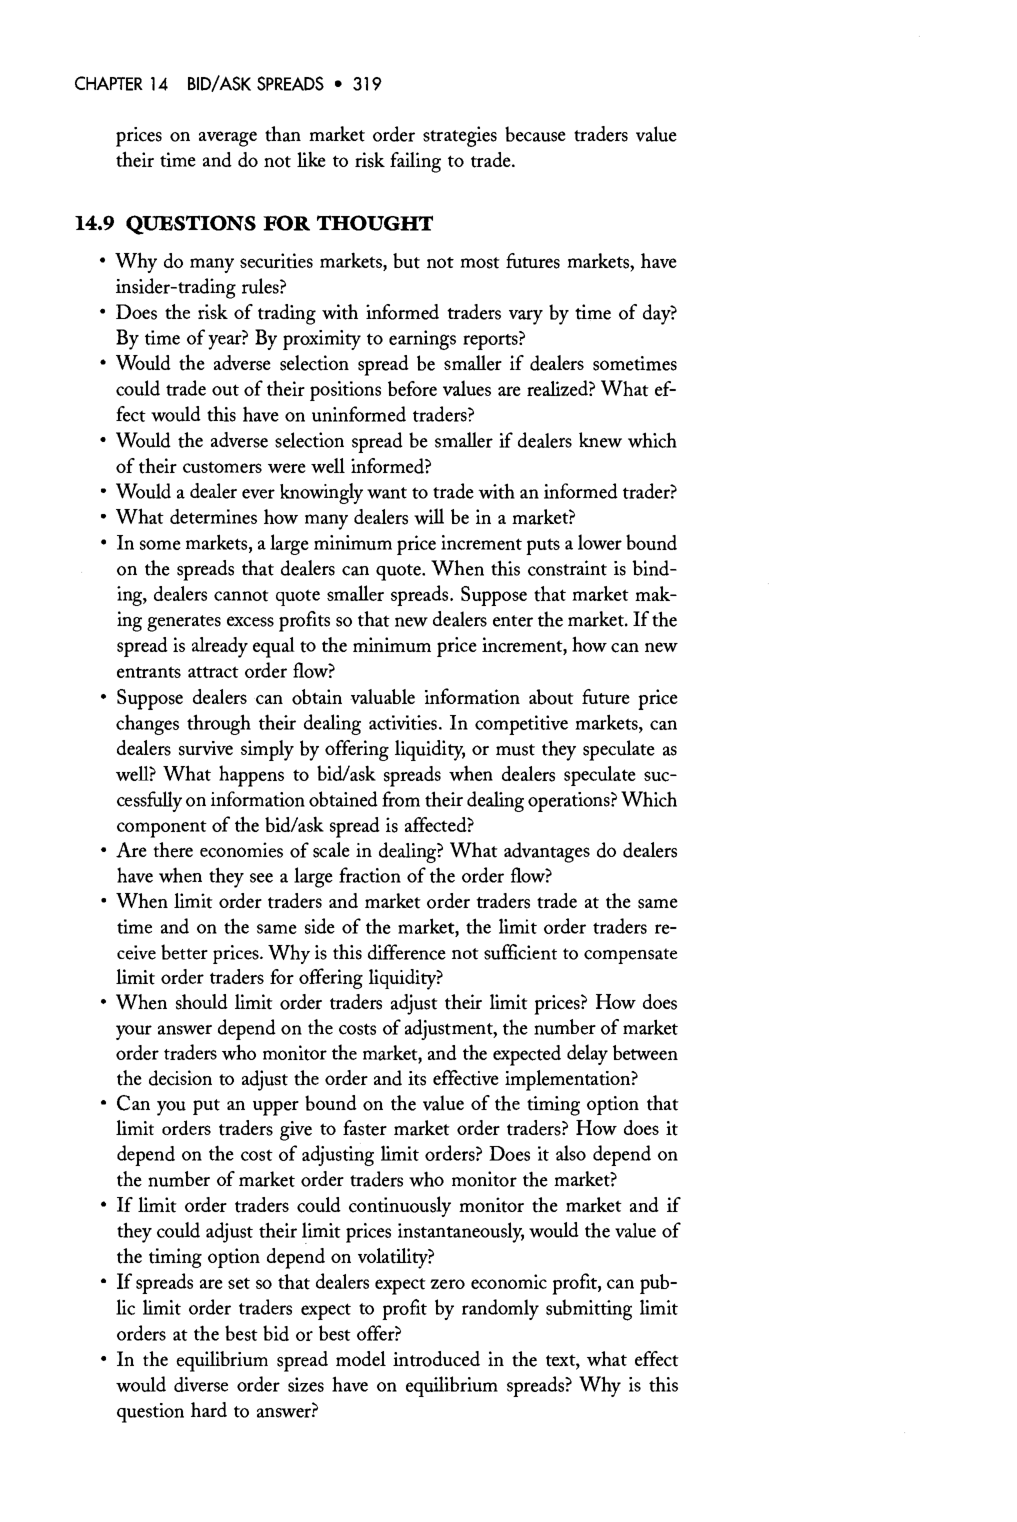 CHAPTER 14 BID/ASK SPREADS • 319
prices on average than market order strategies because traders value
their time and do not like to risk failing to trade.
14.9 QUESTIONS FOR THOUGHT
• Why do many securities markets, but not most futures markets, have
insider-trading rules?
• Does the risk of trading with informed traders vary by time of day?
By time of year? By proximity to earnings reports?
• Would the adverse selection spread be smaller if dealers sometimes
could trade out of their positions before values are realized? What ef-
fect would this have on uninformed traders?
• Would the adverse selection spread be smaller if dealers knew which
of their customers were well informed?
• Would a dealer ever knowingly want to trade with an informed trader?
• What determines how many dealers will be in a market?
• In some markets, a large minimum price increment puts a lower bound
on the spreads that dealers can quote. When this constraint is bind-
ing, dealers cannot quote smaller spreads. Suppose that market mak-
ing generates excess profits so that new dealers enter the market. If the
spread is already equal to the minimum price increment, how can new
entrants attract order flow?
• Suppose dealers can obtain valuable information about future price
changes through their dealing activities. In competitive markets, can
dealers survive simply by offering liquidity, or must they speculate as
well? What happens to bid/ask spreads when dealers speculate suc-
cessfully on information obtained from their dealing operations? Which
component of the bid/ask spread is affected?
• Are there economies of scale in dealing? What advantages do dealers
have when they see a large fraction of the order flow?
• When limit order traders and market order traders trade at the same
time and on the same side of the market, the limit order traders re-
ceive better prices. Why is this difference not sufficient to compensate
limit order traders for offering liquidity?
• When should limit order traders adjust their limit prices? How does
your answer depend on the costs of adjustment, the number of market
order traders who monitor the market, and the expected delay between
the decision to adjust the order and its effective implementation?
• Can you put an upper bound on the value of the timing option that
limit orders traders give to faster market order traders? How does it
depend on the cost of adjusting limit orders? Does it also depend on
the number of market order traders who monitor the market?
• If limit order traders could continuously monitor the market and if
they could adjust their limit prices instantaneously, would the value of
the timing option depend on volatility?
• If spreads are set so that dealers expect zero economic profit, can pub-
lic limit order traders expect to profit by randomly submitting limit
orders at the best bid or best offer?
• In the equilibrium spread model introduced in the text, what effect
would diverse order sizes have on equilibrium spreads? Why is this
question hard to answer?